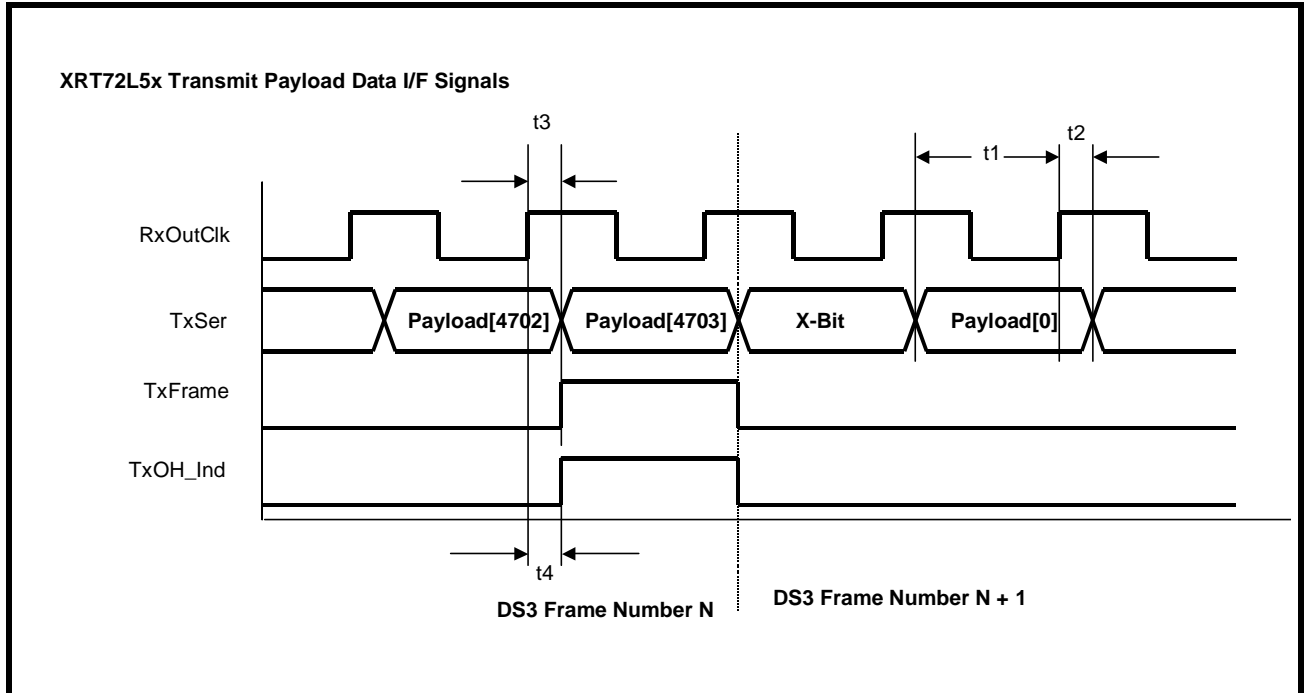 XRT72L5x Transmit Payload Data I/F Signals
t3
t2
t1
RxOutClk
TxSer
Payload[4702]
Payload[4703]
X-Bit
Payload[0]
TxFrame
TxOH_Ind
t4
DS3 Frame Number N
DS3 Frame Number N + 1